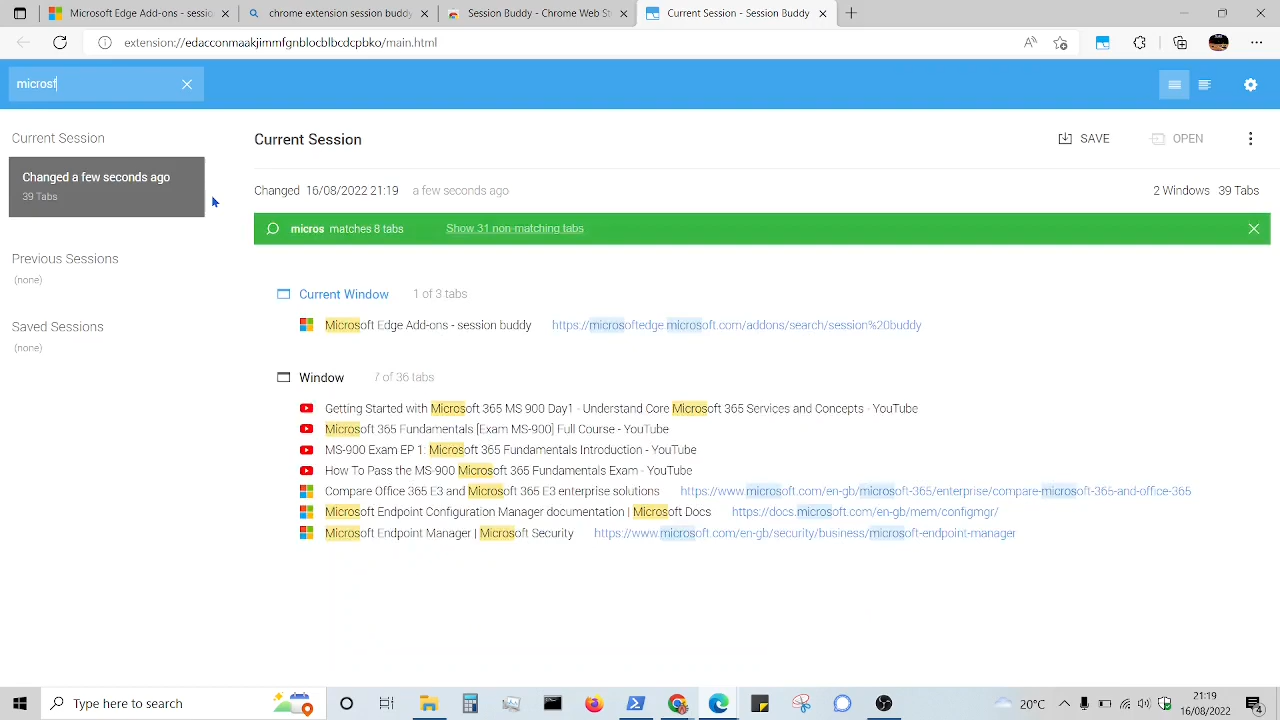 Microsoft Edge Add-ons - sessio
chrome extension session buddy
Session Buddy - Chrome Web St
Current Session - Session Buddy
extension://edacconmaakjimmfgnblocblbcdcpbko/main.html
microsf
Current Session
Changed a few seconds ago
39 Tabs
Previous Sessions
(none)
Saved Sessions
(none)
Current Session
SAVE
OPEN
Changed 16/08/2022 21:19 a few seconds ago
2 Windows 39 Tabs
micros matches 8 tabs Show 31 non-matching tabs
Current Window 1 of 3 tabs
Microsoft Edge Add-ons - session buddy https://microsoftedge.microsoft.com/addons/search/session%20buddy
Window 7 of 36 tabs
Getting Started with Microsoft 365 MS 900 Day1 - Understand Core Microsoft 365 Services and Concepts - YouTube
Microsoft 365 Fundamentals [Exam MS-900] Full Course - YouTube
MS-900 Exam EP 1: Microsoft 365 Fundamentals Introduction - YouTube
How To Pass the MS-900 Microsoft 365 Fundamentals Exam - YouTube
Compare Office 365 E3 and Microsoft 365 E3 enterprise solutions https://www.microsoft.com/en-gb/microsoft-365/enterprise/compare-microsoft-365-and-office-365
Microsoft Endpoint Configuration Manager documentation | Microsoft Docs https://docs.microsoft.com/en-gb/mem/configmgr/
Microsoft Endpoint Manager | Microsoft Security https://www.microsoft.com/en-gb/security/business/microsoft-endpoint-manager
Type here to search
20°C
21:19
16/08/2022
4